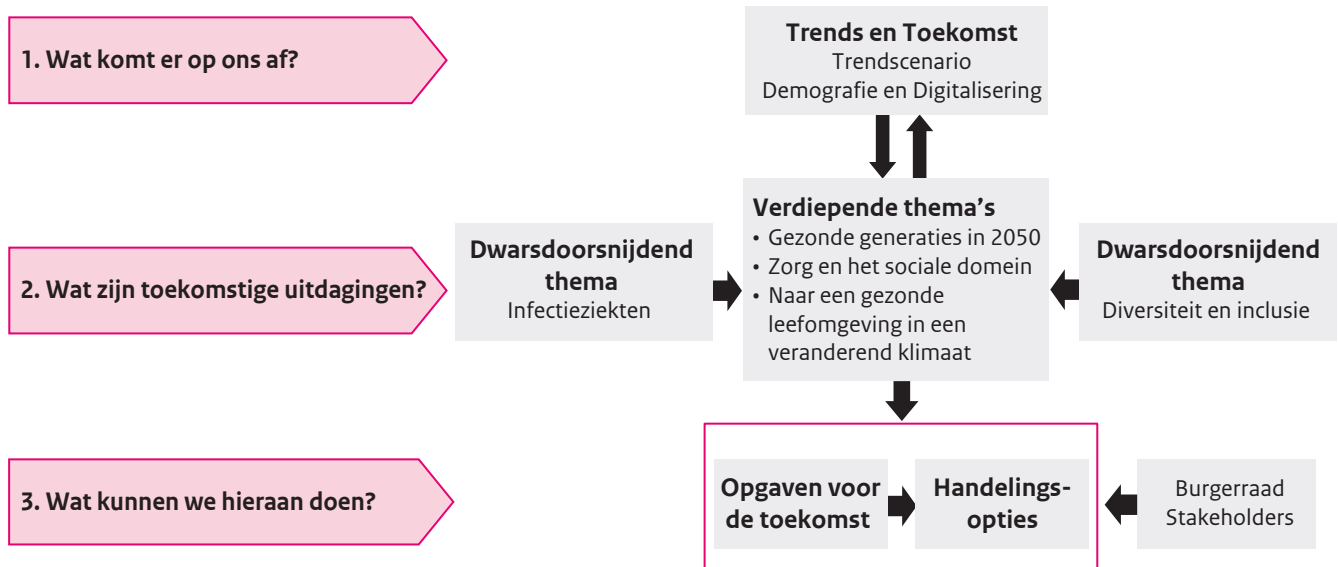 1. Wat komt er op ons af?
Trends en Toekomst
Trendscenario
Demografie en Digitalisering
2. Wat zijn toekomstige uitdagingen?
Dwarsdoorsnijdend
thema
Infectieziekten
Verdiepende thema's
• Gezonde generaties in 2050
• Zorg en het sociale domein
• Naar een gezonde
leefomgeving in een
veranderend klimaat
Dwarsdoorsnijdend
thema
Diversiteit en inclusie
3. Wat kunnen we hieraan doen?
Opgaven voor
de toekomst
Handelings-
opties
Burgerraad
Stakeholders